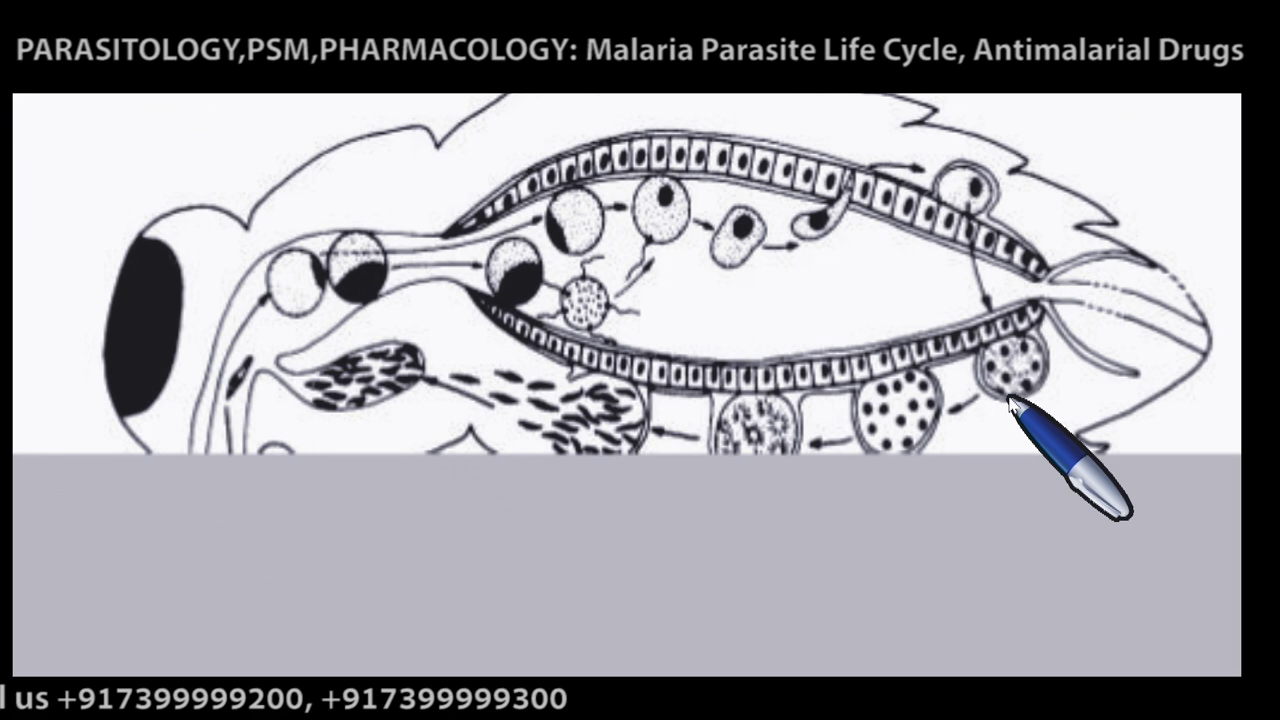 PARASITOLOGY,PSM,PHARMACOLOGY: Malaria Parasite Life Cycle, Antimalarial Drugs
us +917399999200, +917399999300